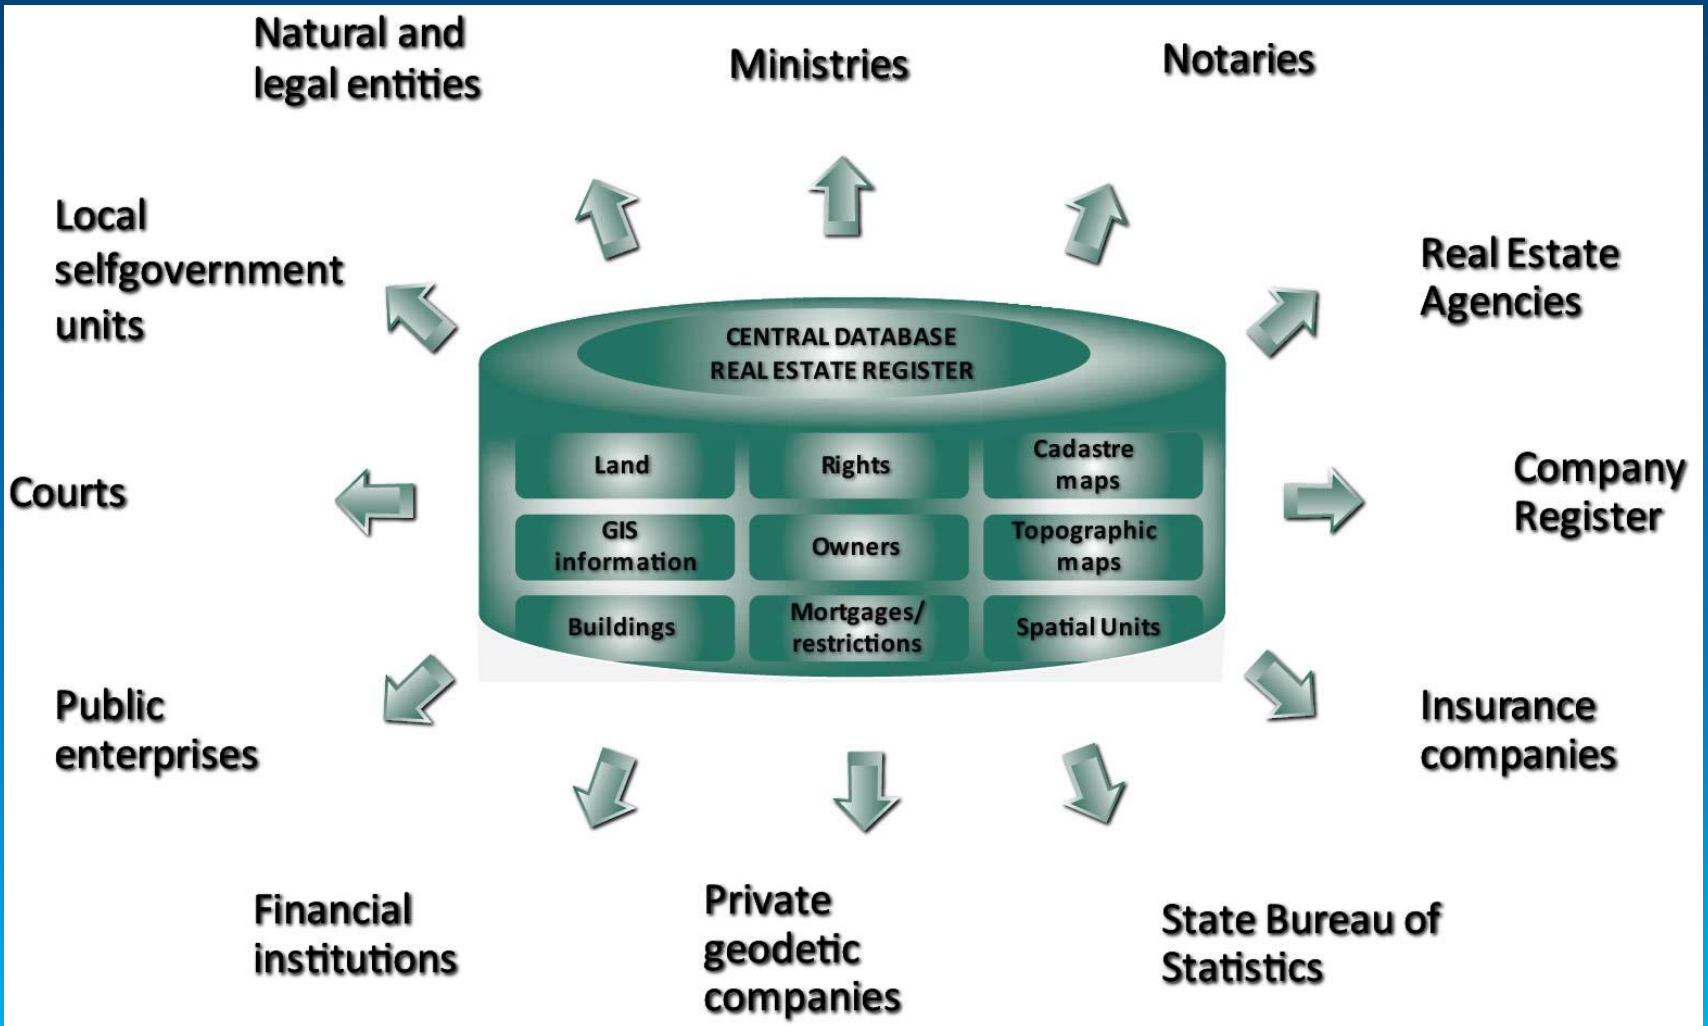 Natural and
legal entities
Ministries
Notaries
Local
selfgovernment
units
Real Estate
Agencies
CENTRAL DATABASE
REAL ESTATE REGISTER
Land
Rights
Cadastre
maps
Courts
Company
Register
GIS
information
Owners
Topographic
maps
Buildings
Mortgages/
restrictions
Spatial Units
Public
enterprises
Insurance
companies
Financial
institutions
Private
geodetic
companies
State Bureau of
Statistics